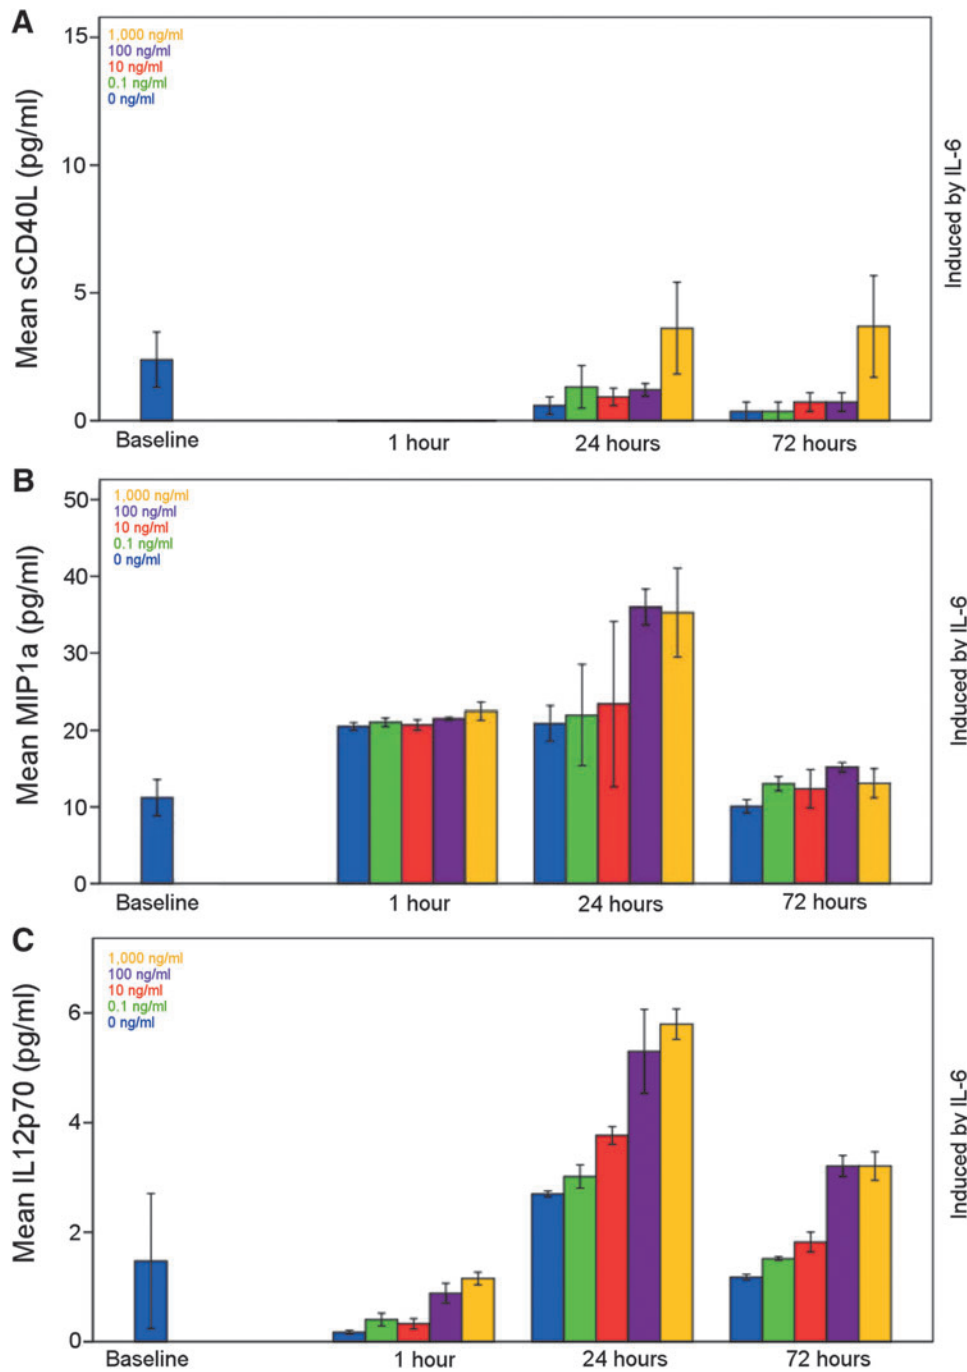 A
Mean sCD40L (pg/ml)
15
10
5
0
1,000 ng/ml
100 ng/ml
10 ng/ml
0.1 ng/ml
0 ng/ml
Baseline
1 hour
24 hours
72 hours
Induced by IL-6
B
Mean MIP1a (pg/ml)
50
40
30
20
10
0
1,000 ng/ml
100 ng/ml
10 ng/ml
0.1 ng/ml
0 ng/ml
Baseline
1 hour
24 hours
72 hours
Induced by IL-6
C
Mean IL12p70 (pg/ml)
6
4
2
0
1,000 ng/ml
100 ng/ml
10 ng/ml
0.1 ng/ml
0 ng/ml
Baseline
1 hour
24 hours
72 hours
Induced by IL-6